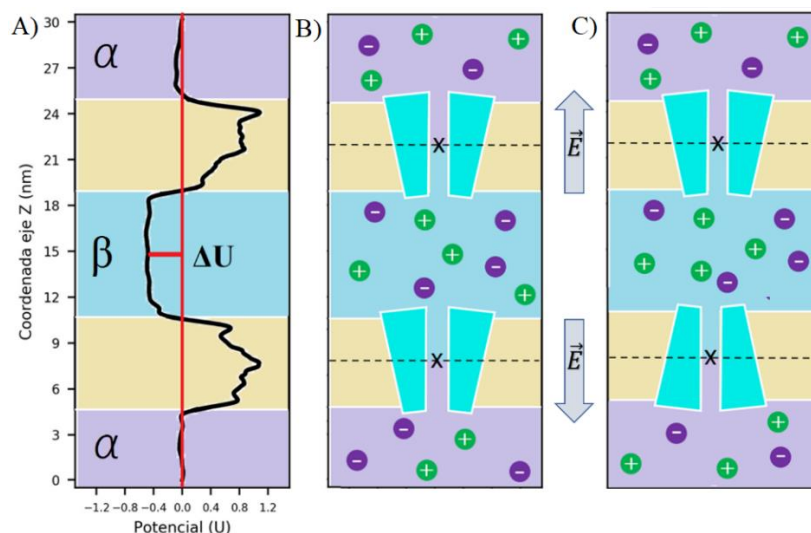 A)
B)
C)
Coordenada eje Z (nm)
30
27
24
21
18
15
12
9
6
3
0
α
β
ΔU
α
−1.2 −0.8 −0.4 0.0 0.4 0.8 1.2
Potencial (U)
− + +
+ −
X
E⃗
− + −
+ + −
− +
X
E⃗
− +
− + −
− + +
+ −
X
− + −
+ + −
−
X
− +
+ + −